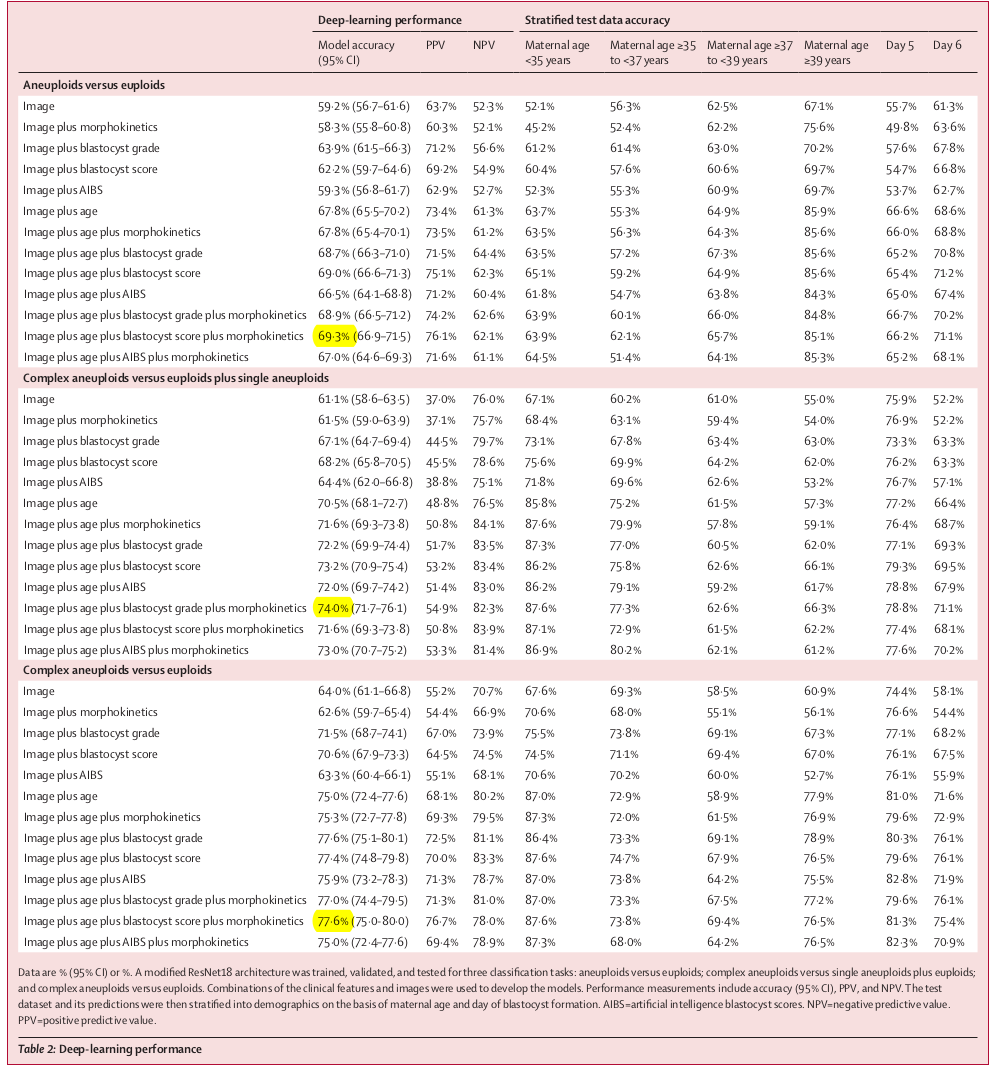 Deep-learning performance Stratified test data accuracy
Model accuracy (95% CI) PPV NPV Maternal age <35 years Maternal age ≥35 to <37 years Maternal age ≥37 to <39 years Maternal age ≥39 years Day 5 Day 6
Aneuploids versus euploids
Image 59·2% (56·7–61·6) 63·7% 52·3% 52·1% 56·3% 62·5% 67·1% 55·7% 61·3%
Image plus morphokinetics 58·3% (55·8–60·8) 60·3% 52·1% 45·2% 52·4% 62·2% 75·6% 49·8% 63·6%
Image plus blastocyst grade 63·9% (61·5–66·3) 71·2% 56·6% 61·2% 61·4% 63·0% 70·2% 57·6% 67·8%
Image plus blastocyst score 62·2% (59·7–64·6) 69·2% 54·9% 60·4% 57·6% 60·6% 69·7% 54·7% 66·8%
Image plus AIBS 59·3% (56·8–61·7) 62·9% 52·7% 52·3% 55·3% 60·9% 69·7% 53·7% 62·7%
Image plus age 67·8% (65·5–70·2) 73·4% 61·3% 63·7% 55·3% 64·9% 85·9% 66·6% 68·6%
Image plus age plus morphokinetics 67·8% (65·4–70·1) 73·5% 61·2% 63·5% 56·3% 64·3% 85·6% 66·0% 68·8%
Image plus age plus blastocyst grade 68·7% (66·3–71·0) 71·5% 64·4% 63·5% 57·2% 67·3% 85·6% 65·2% 70·8%
Image plus age plus blastocyst score 69·0% (66·6–71·3) 75·1% 62·3% 65·1% 59·2% 64·9% 85·6% 65·4% 71·2%
Image plus age plus AIBS 66·5% (64·1–68·8) 71·2% 60·4% 61·8% 54·7% 63·8% 84·3% 65·0% 67·4%
Image plus age plus blastocyst grade plus morphokinetics 68·9% (66·5–71·2) 74·2% 62·6% 63·9% 60·1% 66·0% 84·8% 66·7% 70·2%
Image plus age plus blastocyst score plus morphokinetics 69·3% (66·9–71·5) 76·1% 62·1% 63·9% 62·1% 65·7% 85·1% 66·2% 71·1%
Image plus age plus AIBS plus morphokinetics 67·0% (64·6–69·3) 71·6% 61·1% 64·5% 51·4% 64·1% 85·3% 65·2% 68·1%
Complex aneuploids versus euploids plus single aneuploids
Image 61·1% (58·6–63·5) 37·0% 76·0% 67·1% 60·2% 61·0% 55·0% 75·9% 52·2%
Image plus morphokinetics 61·5% (59·0–63·9) 37·1% 75·7% 68·4% 63·1% 59·4% 54·0% 76·9% 52·2%
Image plus blastocyst grade 67·1% (64·7–69·4) 44·5% 79·7% 73·1% 67·8% 63·4% 63·0% 73·3% 63·3%
Image plus blastocyst score 68·2% (65·8–70·5) 45·5% 78·6% 75·6% 69·9% 64·2% 62·0% 76·2% 63·3%
Image plus AIBS 64·4% (62·0–66·8) 38·8% 75·1% 71·8% 69·6% 62·6% 53·2% 76·7% 57·1%
Image plus age 70·5% (68·1–72·7) 48·8% 76·5% 85·8% 75·2% 61·5% 57·3% 77·2% 66·4%
Image plus age plus morphokinetics 71·6% (69·3–73·8) 50·8% 84·1% 87·6% 79·9% 57·8% 59·1% 76·4% 68·7%
Image plus age plus blastocyst grade 72·2% (69·9–74·4) 51·7% 83·5% 87·3% 77·0% 60·5% 62·0% 77·1% 69·3%
Image plus age plus blastocyst score 73·2% (70·9–75·4) 53·2% 83·4% 86·2% 75·8% 62·6% 66·1% 79·3% 69·5%
Image plus age plus AIBS 72·0% (69·7–74·2) 51·4% 83·0% 86·2% 79·1% 59·2% 61·7% 78·8% 67·9%
Image plus age plus blastocyst grade plus morphokinetics 74·0% (71·7–76·1) 54·9% 82·3% 87·6% 77·3% 62·6% 66·3% 78·8% 71·1%
Image plus age plus blastocyst score plus morphokinetics 71·6% (69·3–73·8) 50·8% 83·9% 87·1% 72·9% 61·5% 62·2% 77·4% 68·1%
Image plus age plus AIBS plus morphokinetics 73·0% (70·7–75·2) 53·3% 81·4% 86·9% 80·2% 62·1% 61·2% 77·6% 70·2%
Complex aneuploids versus euploids
Image 64·0% (61·1–66·8) 55·2% 70·7% 67·6% 69·3% 58·5% 60·9% 74·4% 58·1%
Image plus morphokinetics 62·6% (59·7–65·4) 54·4% 66·9% 70·6% 68·0% 55·1% 56·1% 76·6% 54·4%
Image plus blastocyst grade 71·5% (68·7–74·1) 67·0% 73·9% 75·5% 73·8% 69·1% 67·3% 77·1% 68·2%
Image plus blastocyst score 70·6% (67·9–73·3) 64·5% 74·5% 74·5% 71·1% 69·4% 67·0% 76·1% 67·5%
Image plus AIBS 63·3% (60·4–66·1) 55·1% 68·1% 70·6% 70·2% 60·0% 52·7% 76·1% 55·9%
Image plus age 75·0% (72·4–77·6) 68·1% 80·2% 87·0% 72·9% 58·9% 77·9% 81·0% 71·6%
Image plus age plus morphokinetics 75·3% (72·7–77·8) 69·3% 79·5% 87·3% 72·0% 61·5% 76·9% 79·6% 72·9%
Image plus age plus blastocyst grade 77·6% (75·1–80·1) 72·5% 81·1% 86·4% 73·3% 69·1% 78·9% 80·3% 76·1%
Image plus age plus blastocyst score 77·4% (74·8–79·8) 70·0% 83·3% 87·6% 74·7% 67·9% 76·5% 79·6% 76·1%
Image plus age plus AIBS 75·9% (73·2–78·3) 71·3% 78·7% 87·0% 73·8% 64·2% 75·5% 82·8% 71·9%
Image plus age plus blastocyst grade plus morphokinetics 77·0% (74·4–79·5) 71·3% 81·0% 87·0% 73·3% 67·5% 77·2% 79·6% 76·1%
Image plus age plus blastocyst score plus morphokinetics 77·6% (75·0–80·0) 76·7% 78·0% 87·6% 73·8% 69·4% 76·5% 81·3% 75·4%
Image plus age plus AIBS plus morphokinetics 75·0% (72·4–77·6) 69·4% 78·9% 87·3% 68·0% 64·2% 76·5% 82·3% 70·9%
Data are % (95% CI) or %. A modified ResNet18 architecture was trained, validated, and tested for three classification tasks: aneuploids versus euploids; complex aneuploids versus single aneuploids plus euploids;
and complex aneuploids versus euploids. Combinations of the clinical features and images were used to develop the models. Performance measurements include accuracy (95% CI), PPV, and NPV. The test
dataset and its predictions were then stratified into demographics on the basis of maternal age and day of blastocyst formation. AIBS=artificial intelligence blastocyst scores. NPV=negative predictive value.
PPV=positive predictive value.
Table 2: Deep-learning performance